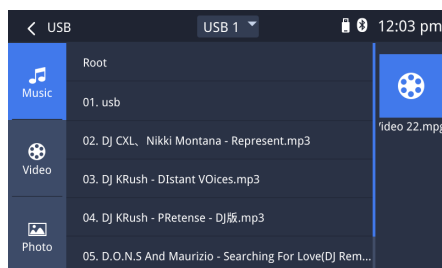 USB
USB 1
12:03 pm
Music
Video
Photo
Root
01. usb
02. DJ CXL、Nikki Montana - Represent.mp3
03. DJ KRush - DIstant VOices.mp3
04. DJ KRush - PRetense - DJ版.mp3
05. D.O.N.S And Maurizio - Searching For Love(DJ Rem...
ideo 22.mpg